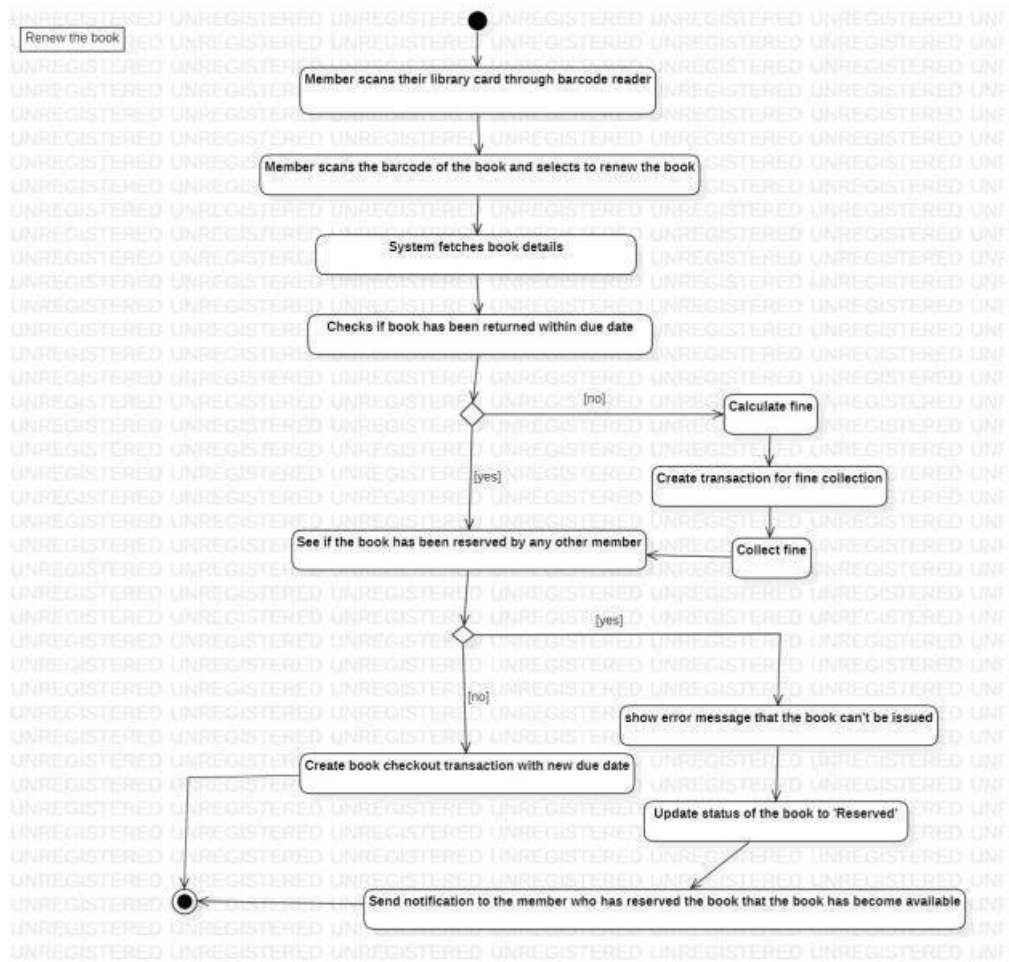 Renew the book
Member scans their library card through barcode reader
Member scans the barcode of the book and selects to renew the book
System fetches book details
Checks if book has been returned within due date
[no]
Calculate fine
[yes]
Create transaction for fine collection
See if the book has been reserved by any other member
Collect fine
[yes]
[no]
show error message that the book can't be issued
Create book checkout transaction with new due date
Update status of the book to 'Reserved'
Send notification to the member who has reserved the book that the book has become available
UNREGISTERED